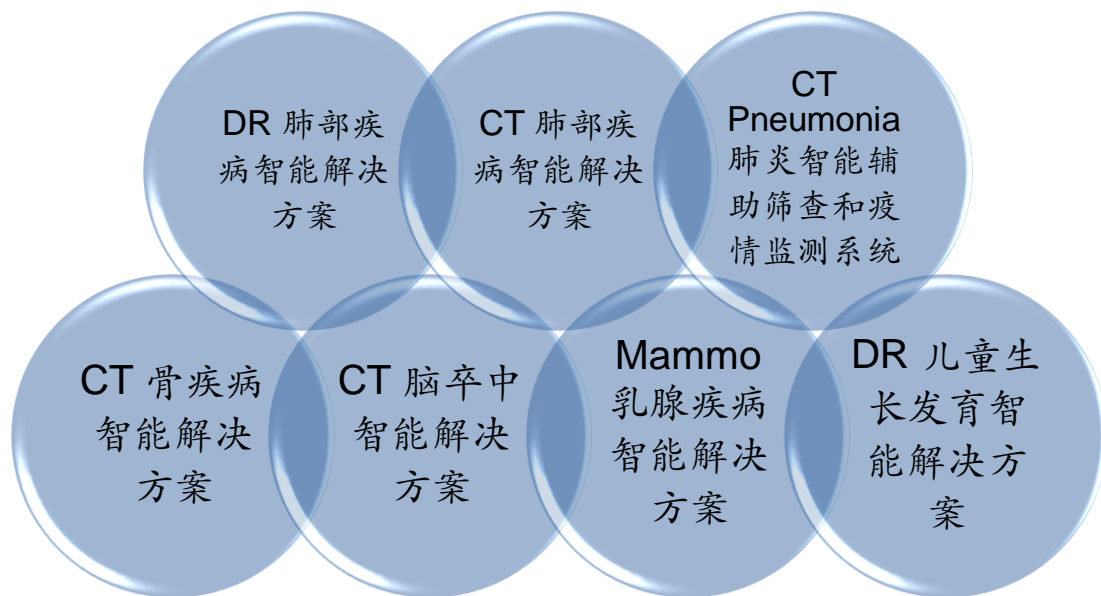 DR 肺部疾
病智能解决
方案
CT 肺部疾
病智能解决
方案
CT
Pneumonia
肺炎智能辅
助筛查和疫
情监测系统
CT 骨疾病
智能解决
方案
CT 脑卒中
智能解决
方案
Mammo
乳腺疾病
智能解决
方案
DR 儿童生
长发育智
能解决方
案